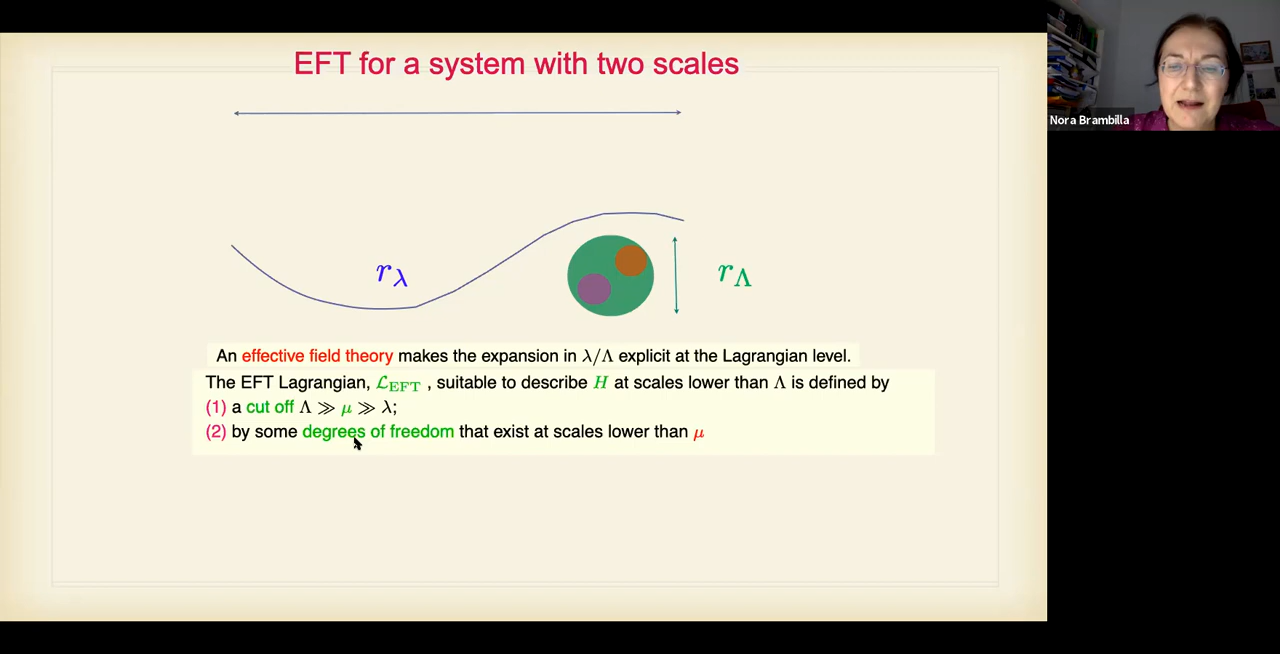 EFT for a system with two scales
Nora Brambilla
r_λ
r_Λ
An effective field theory makes the expansion in λ/Λ explicit at the Lagrangian level.
The EFT Lagrangian, ℒ_EFT , suitable to describe H at scales lower than Λ is defined by
(1) a cut off Λ ≫ μ ≫ λ;
(2) by some degrees of freedom that exist at scales lower than μ